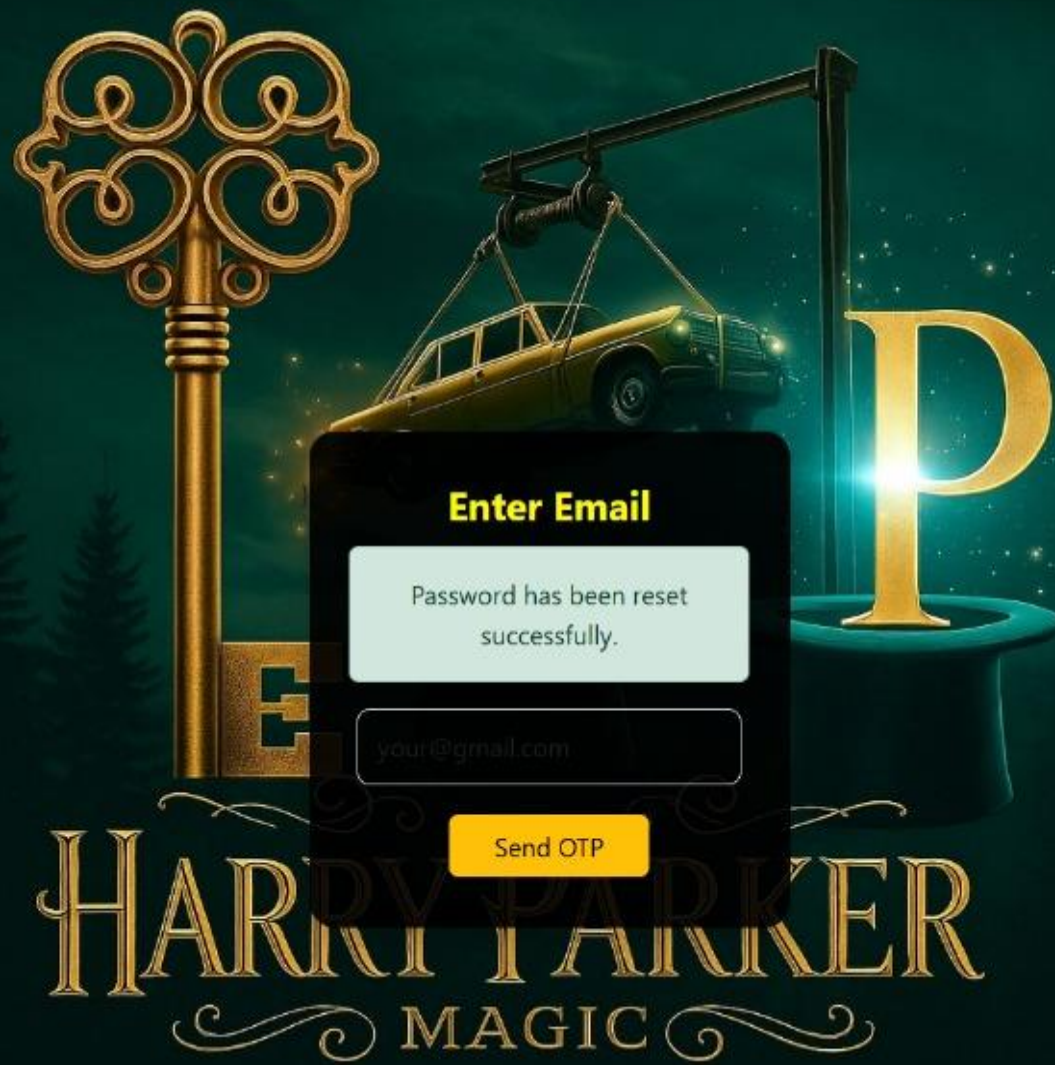 P
Enter Email
Password has been reset
successfully.
your@gmail.com
E
Send OTP
HARRY PARKER
MAGIC